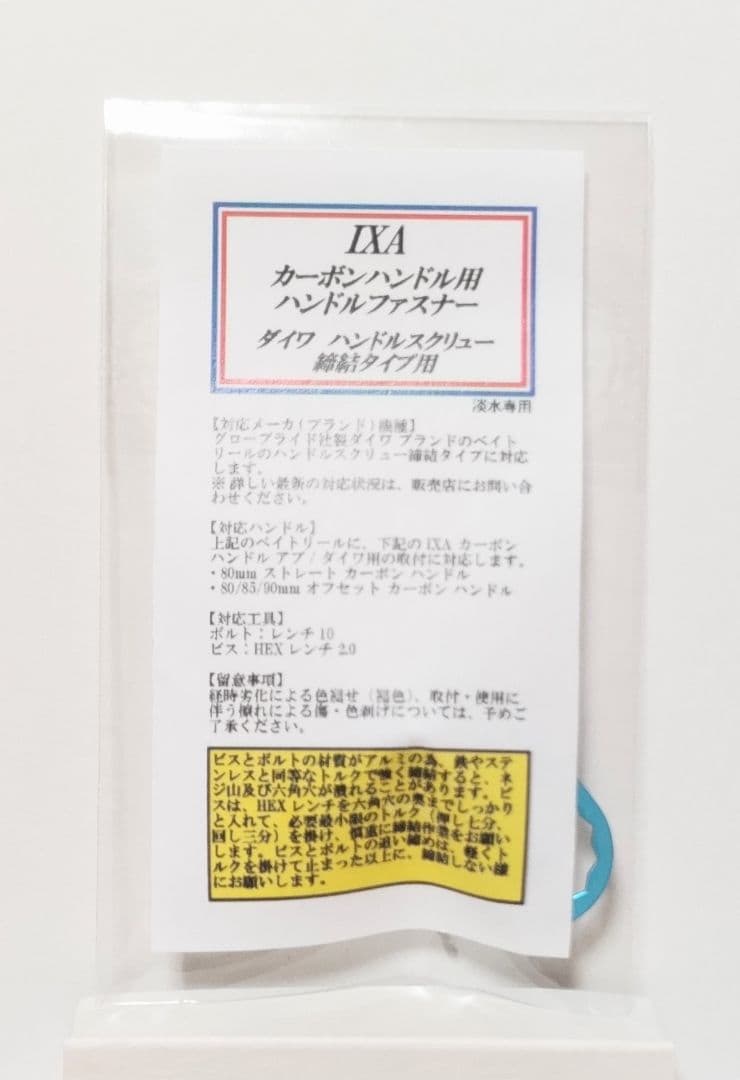 IXA
カーボンハンドル用
ハンドルファスナー
ダイワ ハンドルスクリュー
締結タイプ用
淡水専用
【対応メーカ(ブランド)機種】
グローブライド社製ダイワ ブランドのベイト
リールのハンドルスクリュー締結タイプに対応
します。
※詳しい最新の対応状況は、販売店にお問い合
わせください。
【対応ハンドル】
上記のベイトリールに、下記の IXA カーボン
ハンドル アブ / ダイワ用の取付に対応します。
・80mm ストレート カーボン ハンドル
・80/85/90mm オフセット カーボン ハンドル
【対応工具】
ボルト：レンチ 10
ビス：HEX レンチ 2.0
【留意事項】
経時劣化による色褪せ（褐色）、取付・使用に
伴う擦れによる傷・色剥げについては、予めご
了承ください。
ビスとボルトの材質がアルミの為、鉄やステ
ンレスと同等なトルクで強く締結すると、ネ
ジ山及び六角穴が潰れることがあります。ビ
スは、HEX レンチを六角穴の奥までしっかり
と入れて、必要最小限のトルク（押し七分、
回し三分）を掛け、慎重に締結作業をお願い
します。ビスとボルトの追い締めは、軽くト
ルクを掛けて止まった以上に、締結しない様
にお願いします。